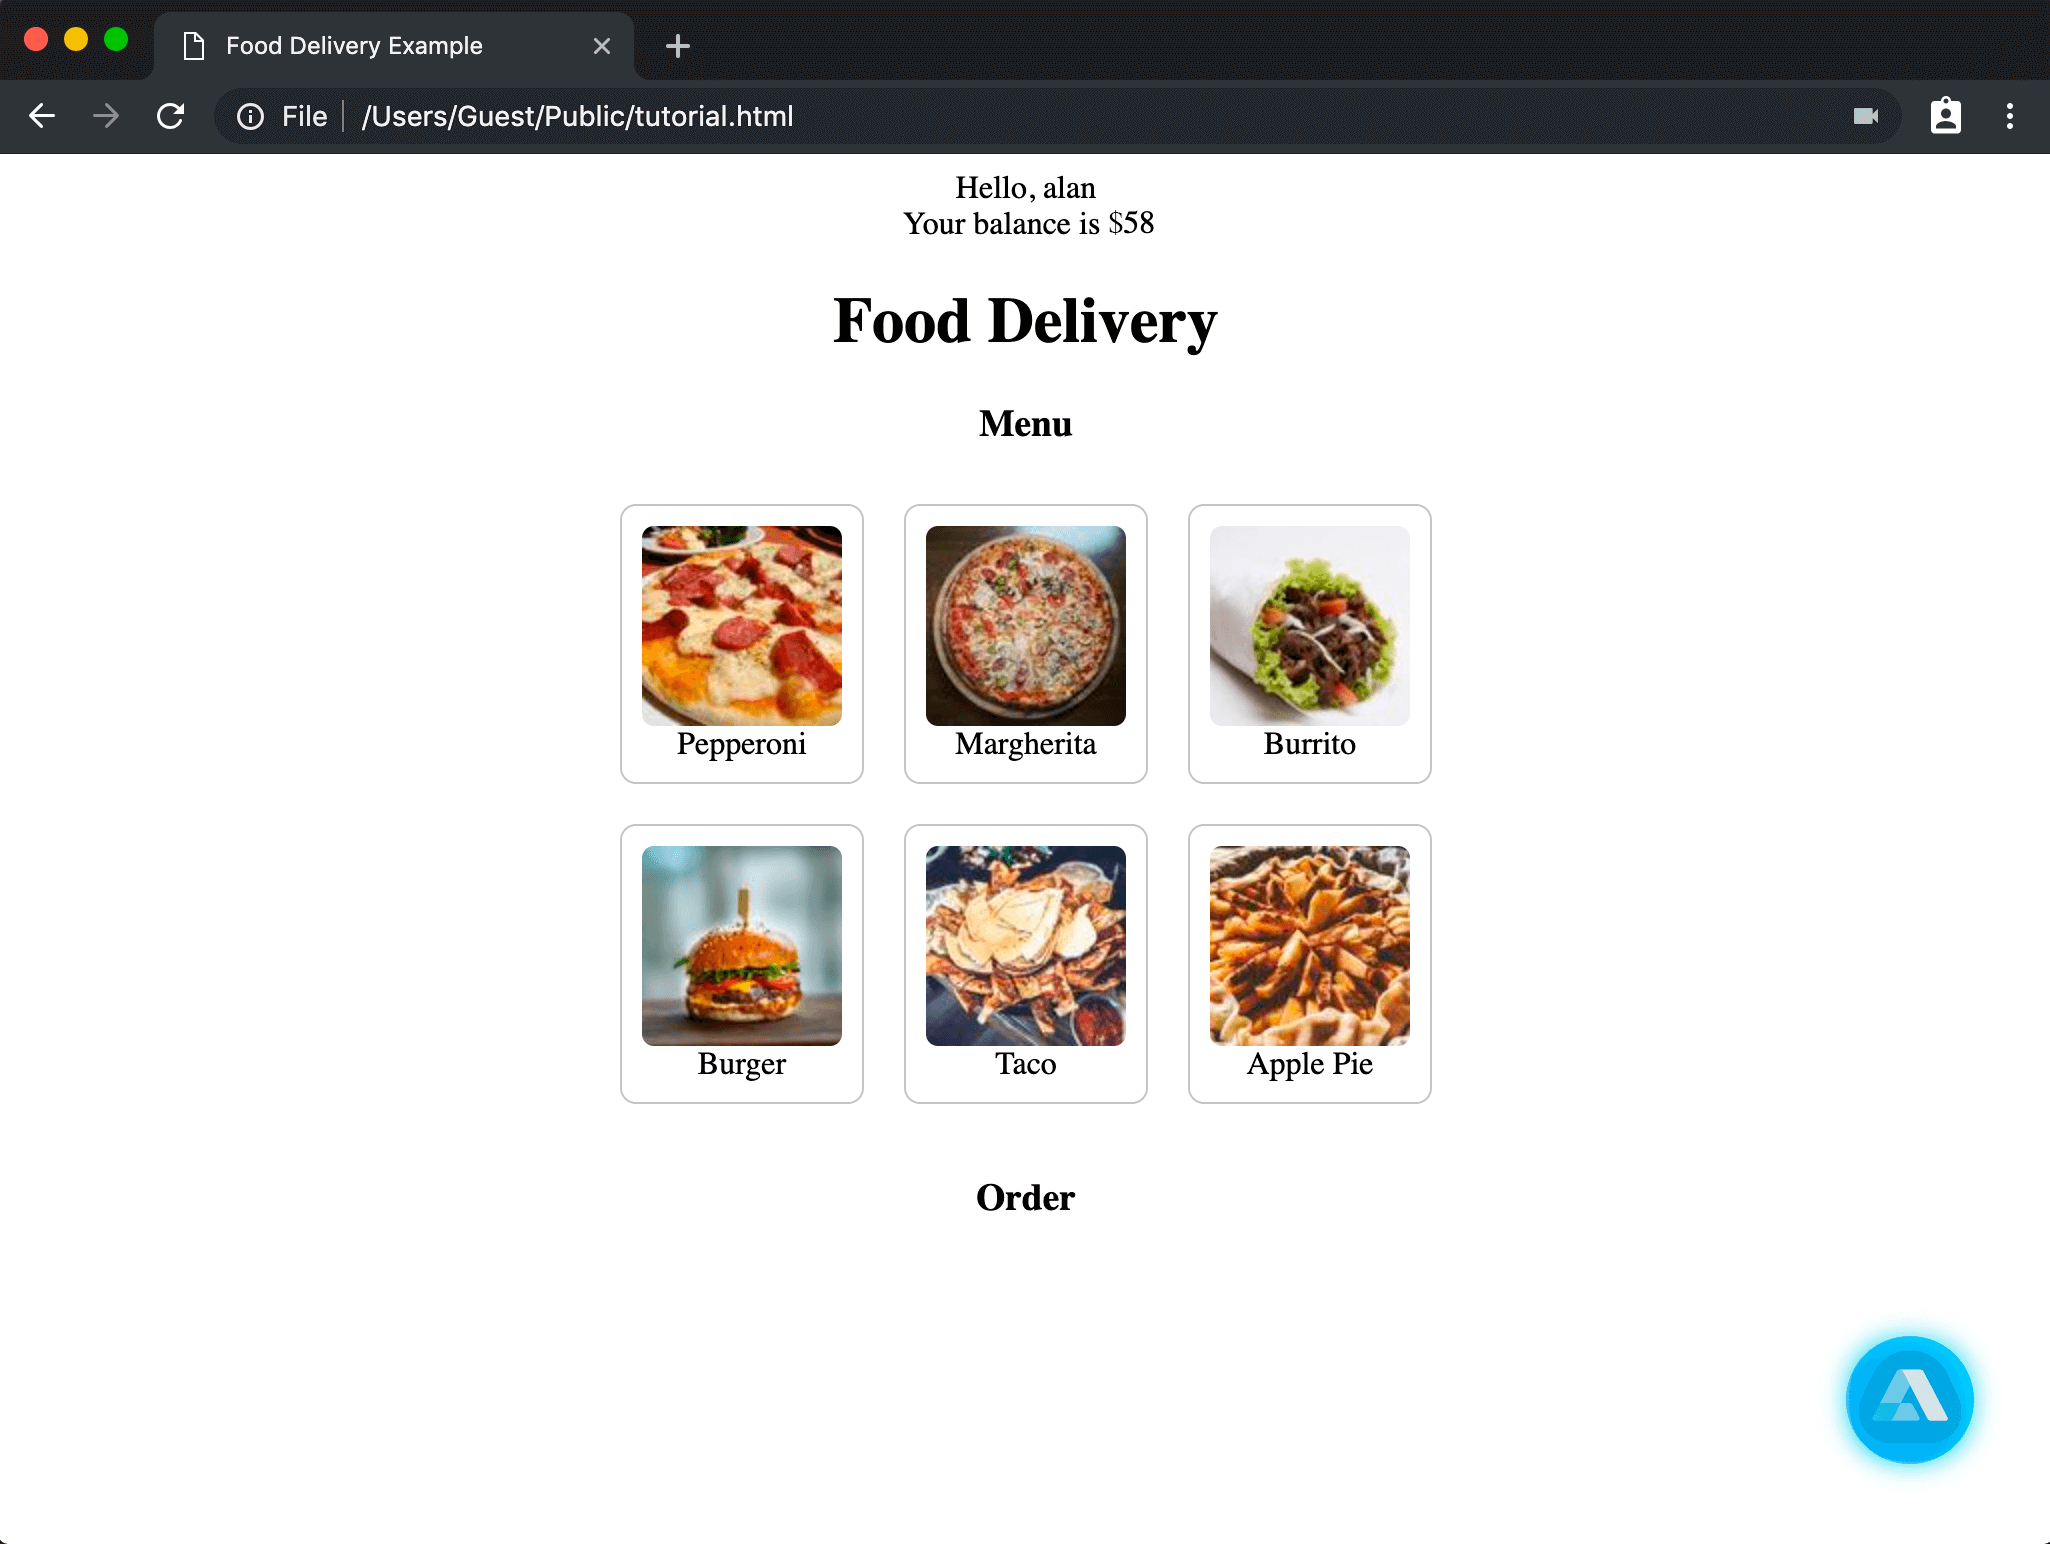 Food Delivery Example
File /Users/Guest/Public/tutorial.html
Hello, alan
Your balance is $58
Food Delivery
Menu
Pepperoni
Margherita
Burrito
Burger
Taco
Apple Pie
Order